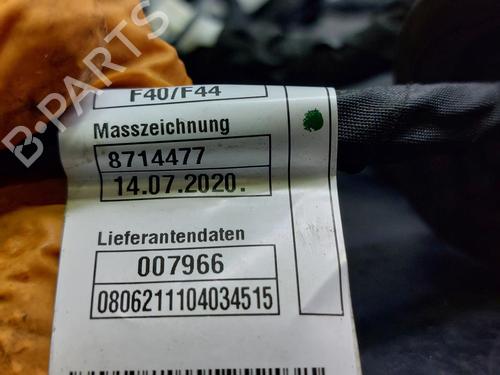 F40/F44
Masszeichnung
8714477
14.07.2020.
Lieferantendaten
007966
0806211104034515
B-PARTS